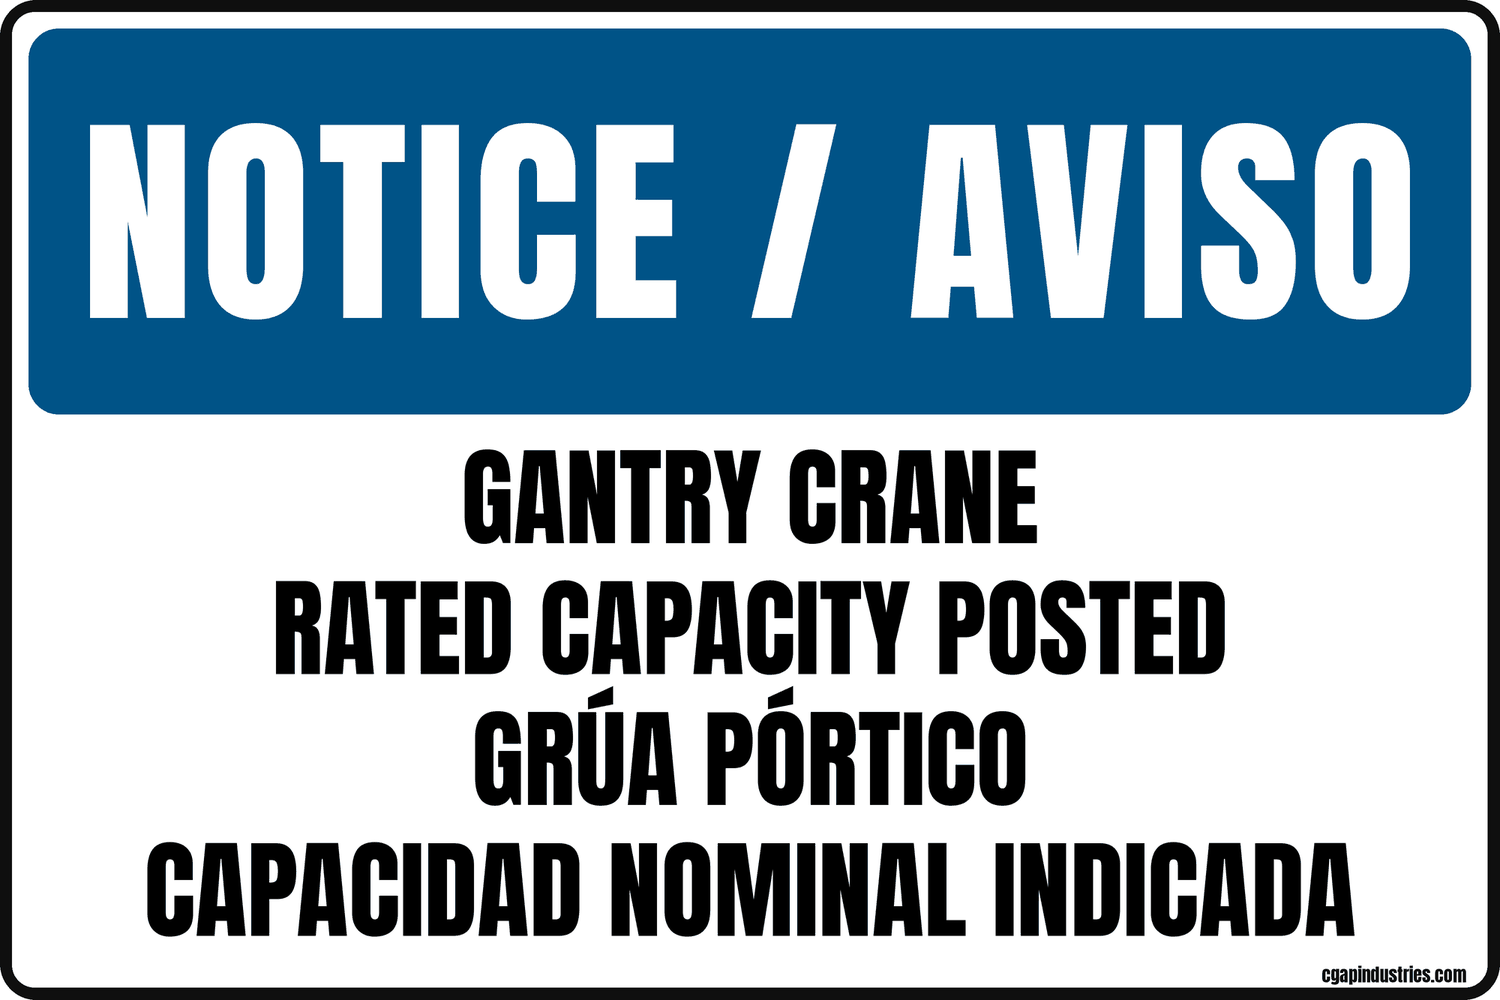 NOTICE / AVISO
GANTRY CRANE
RATED CAPACITY POSTED
GRÚA PÓRTICO
CAPACIDAD NOMINAL INDICADA
cgapindustries.com